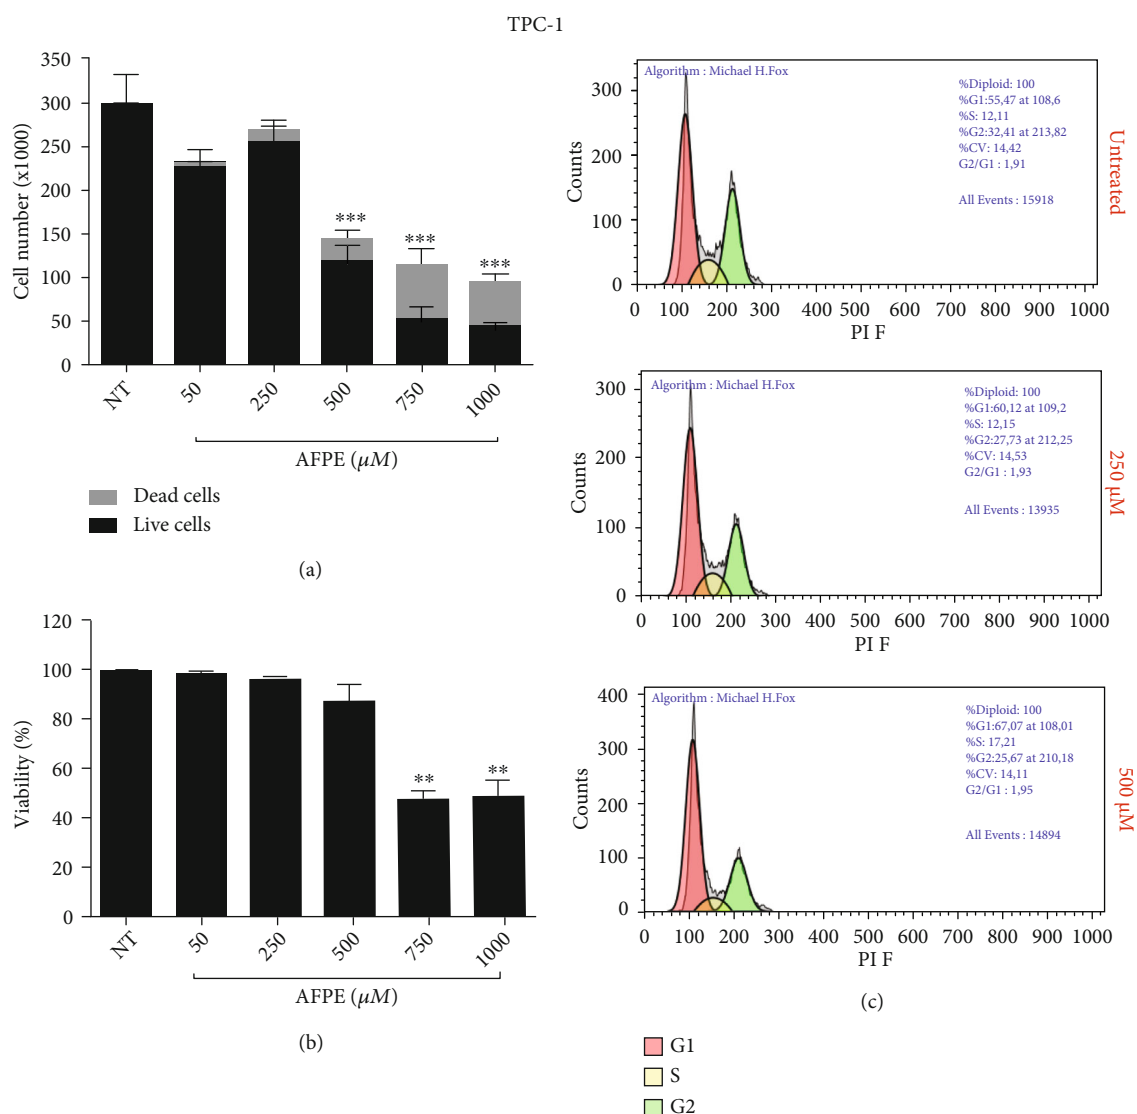 TPC-1
350
300
250
200
150
100
50
0
Cell number (x1000)
***
***
***
NT
50
250
500
750
1000
AFPE (μM)
Dead cells
Live cells
(a)
120
100
80
60
40
20
0
Viability (%)
**
**
NT
50
250
500
750
1000
AFPE (μM)
(b)
Algorithm : Michael H.Fox
%Diploid: 100
%G1:55,47 at 108,6
%S: 12,11
%G2:32,41 at 213,82
%CV: 14,42
G2/G1 : 1,91
All Events : 15918
300
200
100
0
Counts
0 100 200 300 400 500 600 700 800 900 1000
PI F
Untreated
Algorithm : Michael H.Fox
%Diploid: 100
%G1:60,12 at 109,2
%S: 12,15
%G2:27,73 at 212,25
%CV: 14,53
G2/G1 : 1,93
All Events : 13935
300
200
100
0
Counts
0 100 200 300 400 500 600 700 800 900 1000
PI F
250 μM
Algorithm : Michael H.Fox
%Diploid: 100
%G1:67,07 at 108,01
%S: 17,21
%G2:25,67 at 210,18
%CV: 14,11
G2/G1 : 1,95
All Events : 14894
400
300
200
100
0
Counts
0 100 200 300 400 500 600 700 800 900 1000
PI F
500 μM
(c)
G1
S
G2